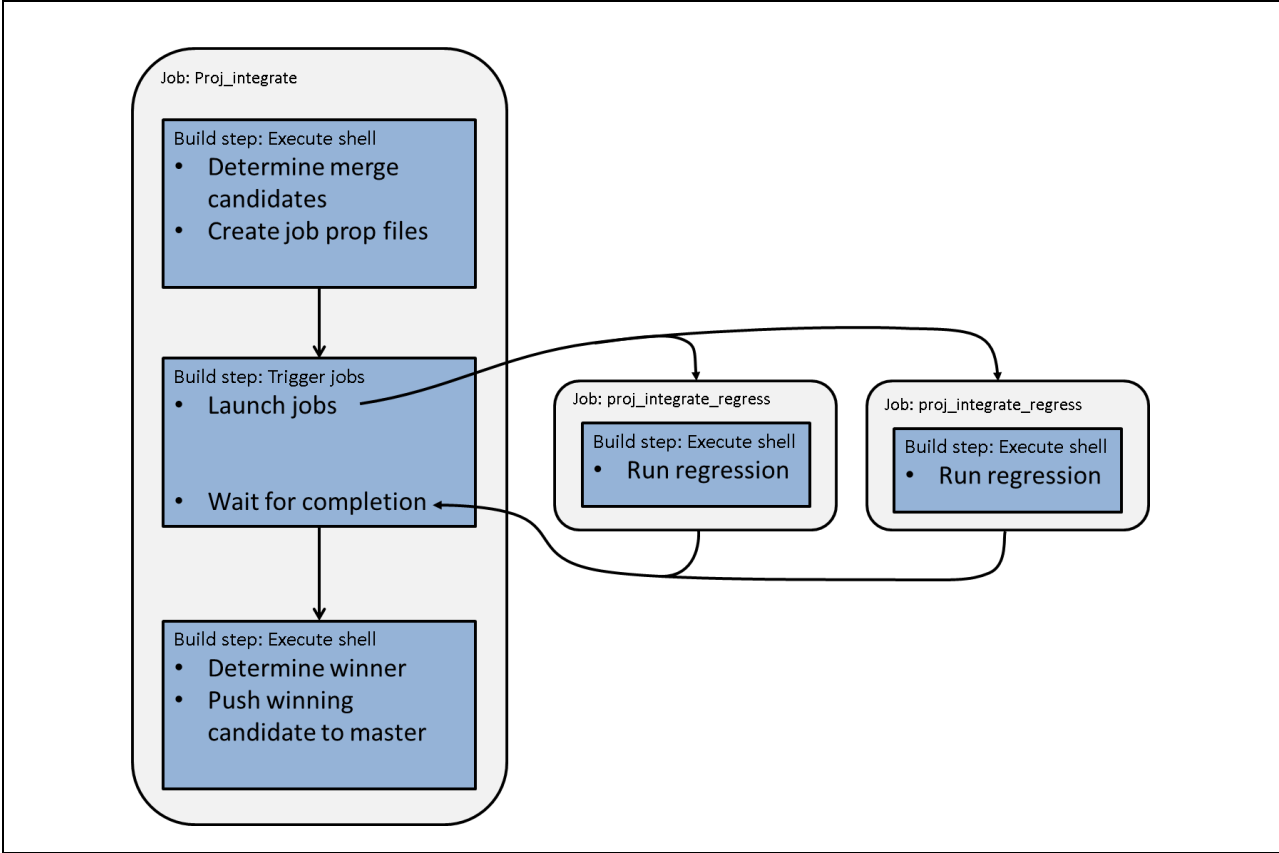 Job: Proj_integrate
Build step: Execute shell
• Determine merge
candidates
• Create job prop files
Build step: Trigger jobs
• Launch jobs
• Wait for completion
Build step: Execute shell
• Determine winner
• Push winning
candidate to master
Job: proj_integrate_regress
Build step: Execute shell
• Run regression
Job: proj_integrate_regress
Build step: Execute shell
• Run regression